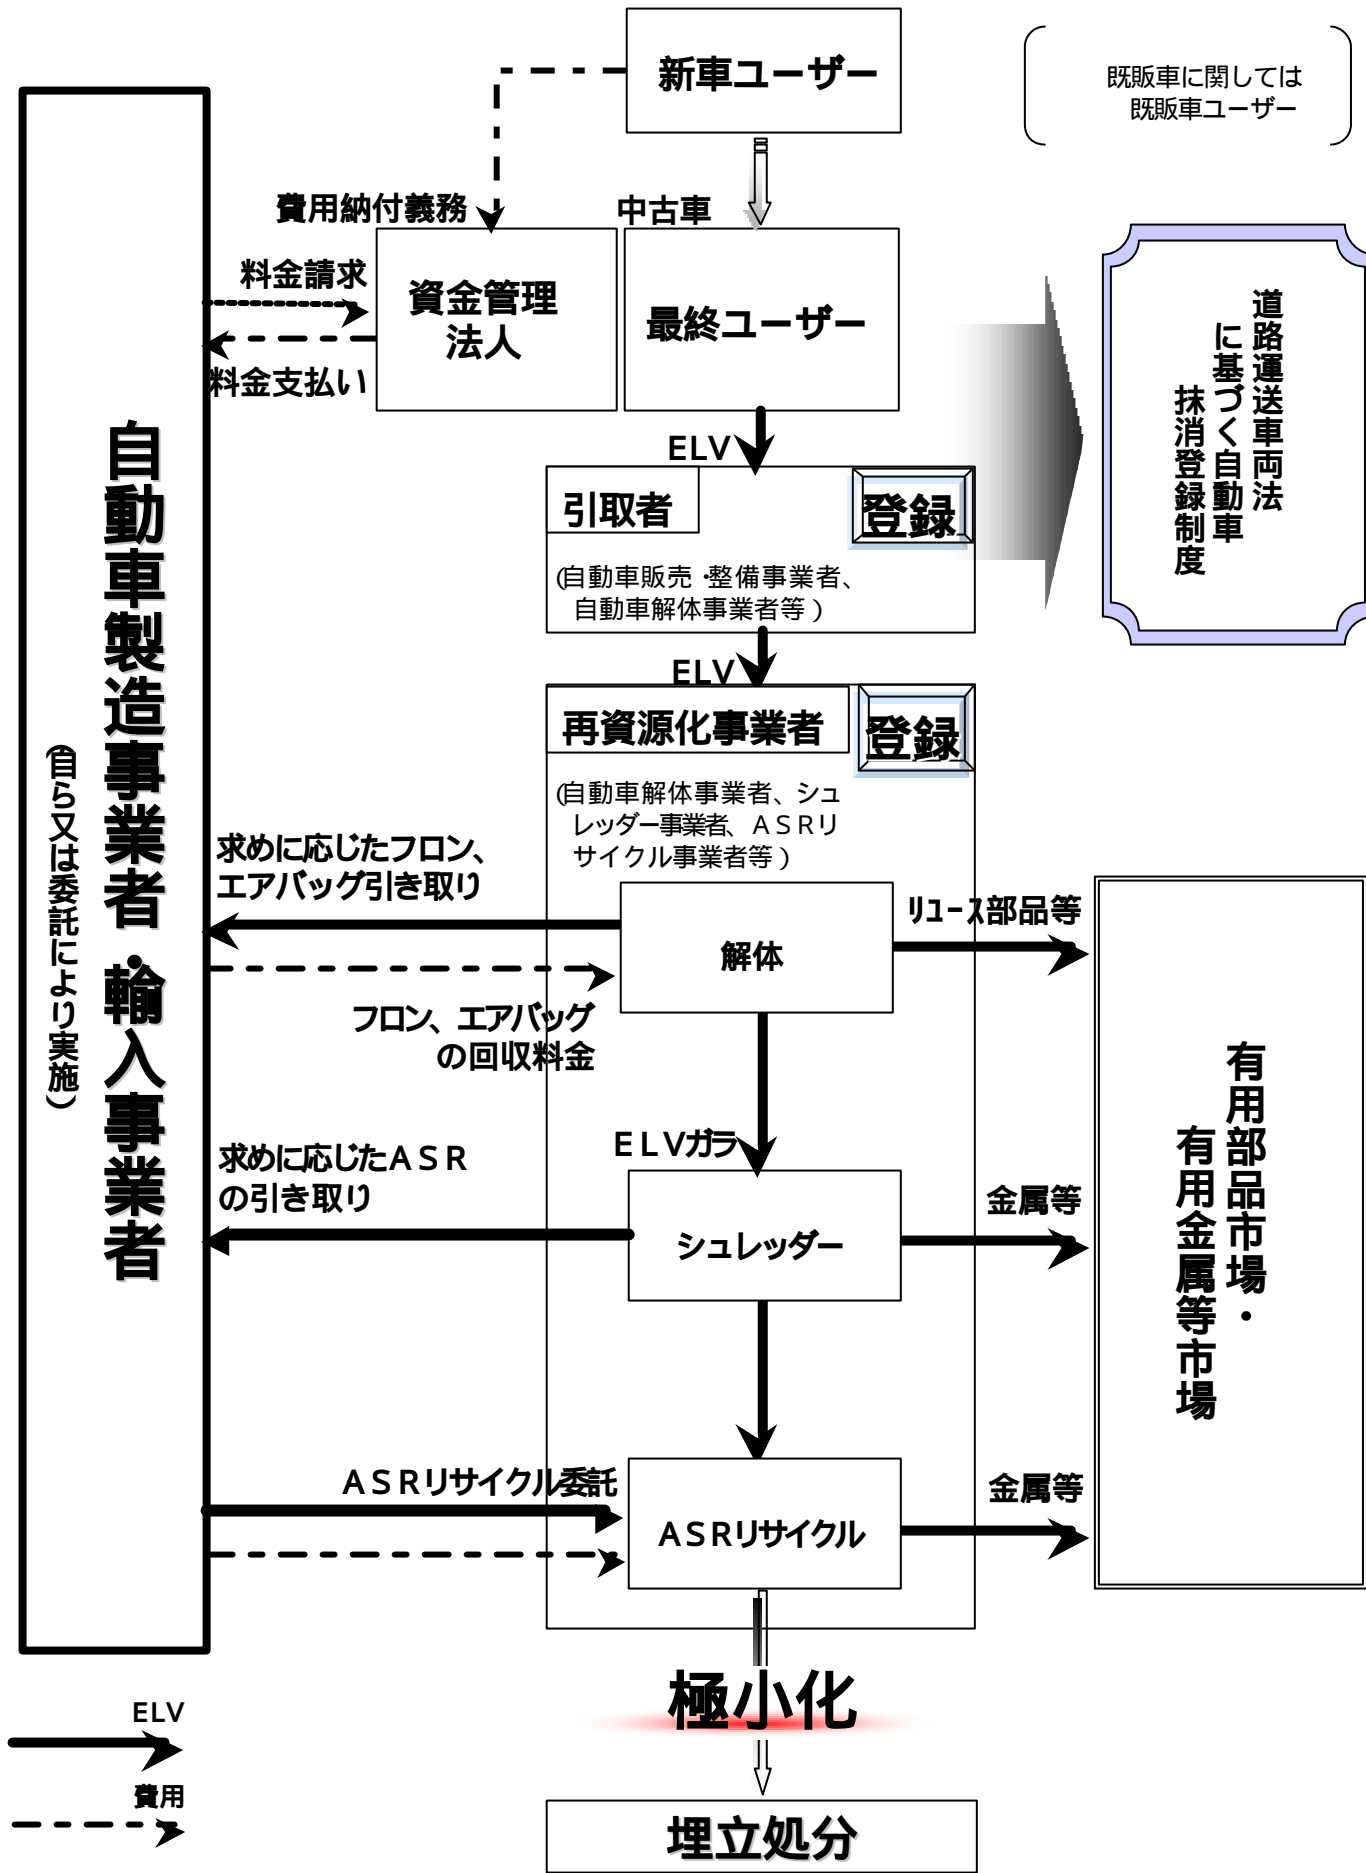 新車ユーザー
既販車に関しては
既販車ユーザー
費用納付義務
中古車
料金請求
資金管理
法人
最終ユーザー
料金支払い
道路運送車両法
に基づく自動車
抹消登録制度
ELV
引取者
登録
(自動車販売・整備事業者、
自動車解体事業者等)
ELV
再資源化事業者
登録
(自動車解体事業者、シュ
レッダー事業者、ASRリ
サイクル事業者等)
自動車製造事業者・輸入事業者
(自ら又は委託により実施)
求めに応じたフロン、
エアバッグ引き取り
解体
リユース部品等
フロン、エアバッグ
の回収料金
有用部品市場・
有用金属等市場
ELVガラ
求めに応じたASR
の引き取り
シュレッダー
金属等
ASRリサイクル委託
ASRリサイクル
金属等
極小化
ELV
費用
埋立処分